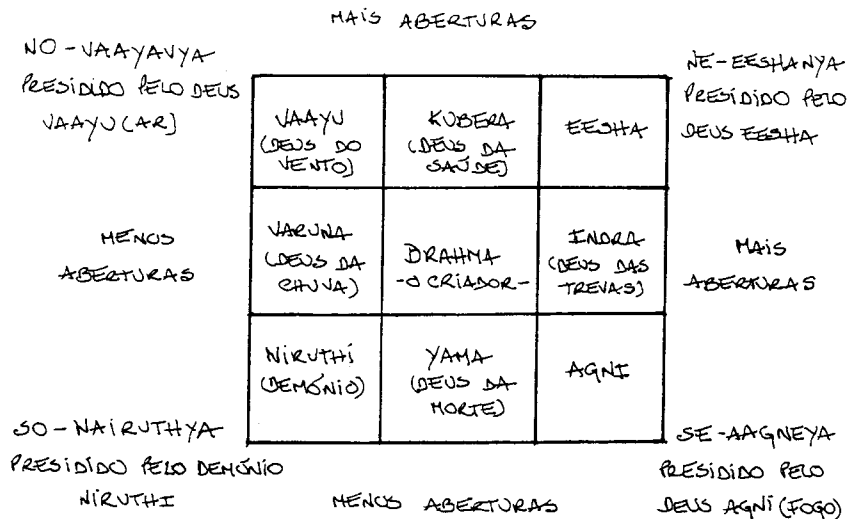 MAIS ABERTURAS
NO-VAAYAVYA
PRESIDIDO PELO DEUS
VAAYU (AR)
NE-EESHANYA
PRESIDIDO PELO
DEUS EESHA
VAAYU
(DEUS DO
VENTO)
KUBERA
(DEUS DA
SAÚDE)
EESHA
MENOS
ABERTURAS
VARUNA
(DEUS DA
CHUVA)
BRAHMA
-O CRIADOR-
INDRA
(DEUS DAS
TREVAS)
MAIS
ABERTURAS
NIRUTHI
(DEMÓNIO)
YAMA
(DEUS DA
MORTE)
AGNI
SO-NAIRUTHYA
PRESIDIDO PELO DEMÓNIO
NIRUTHI
MENOS ABERTURAS
SE-AAGNEYA
PRESIDIDO PELO
DEUS AGNI (FOGO)